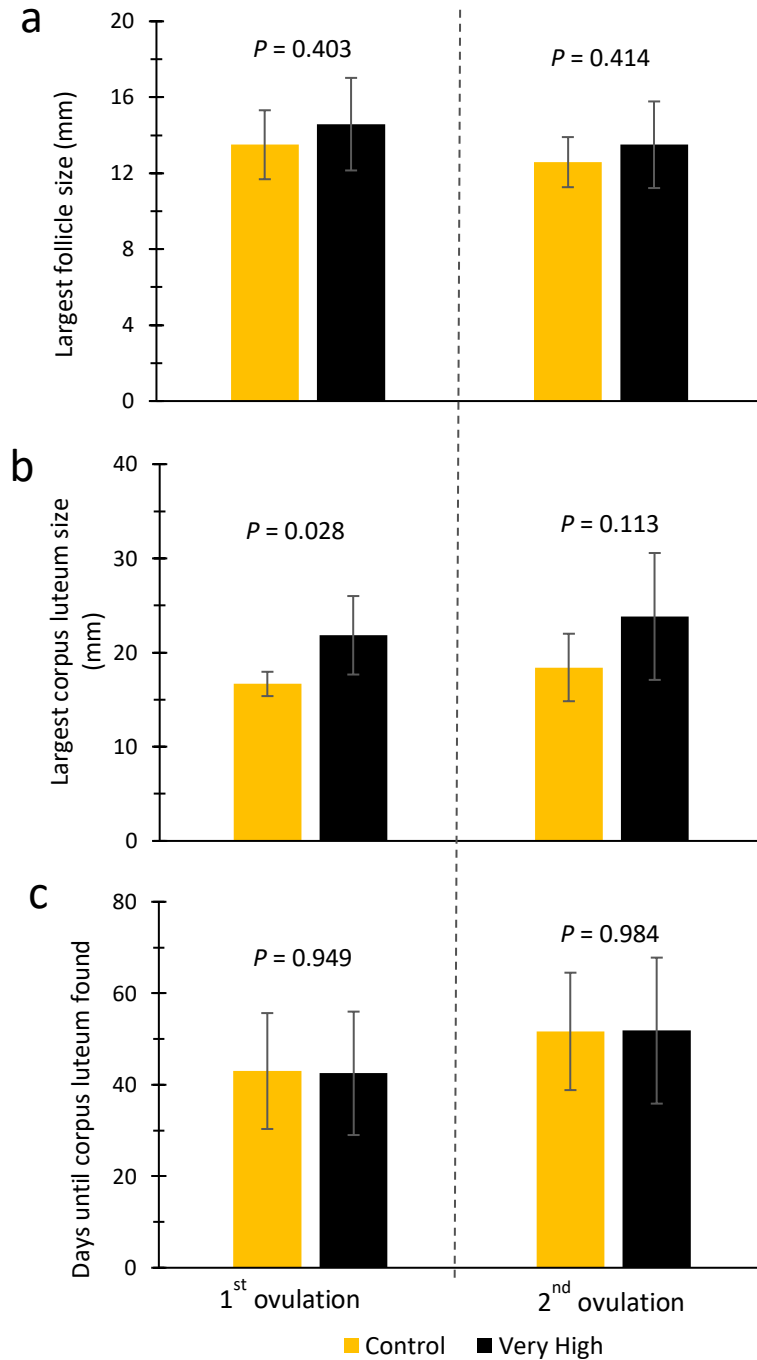 a
Largest follicle size (mm)
20
16
12
8
4
0
P = 0.403
P = 0.414
b
Largest corpus luteum size
(mm)
40
30
20
10
0
P = 0.028
P = 0.113
c
Days until corpus luteum found
80
60
40
20
0
P = 0.949
P = 0.984
1st ovulation
2nd ovulation
Control
Very High